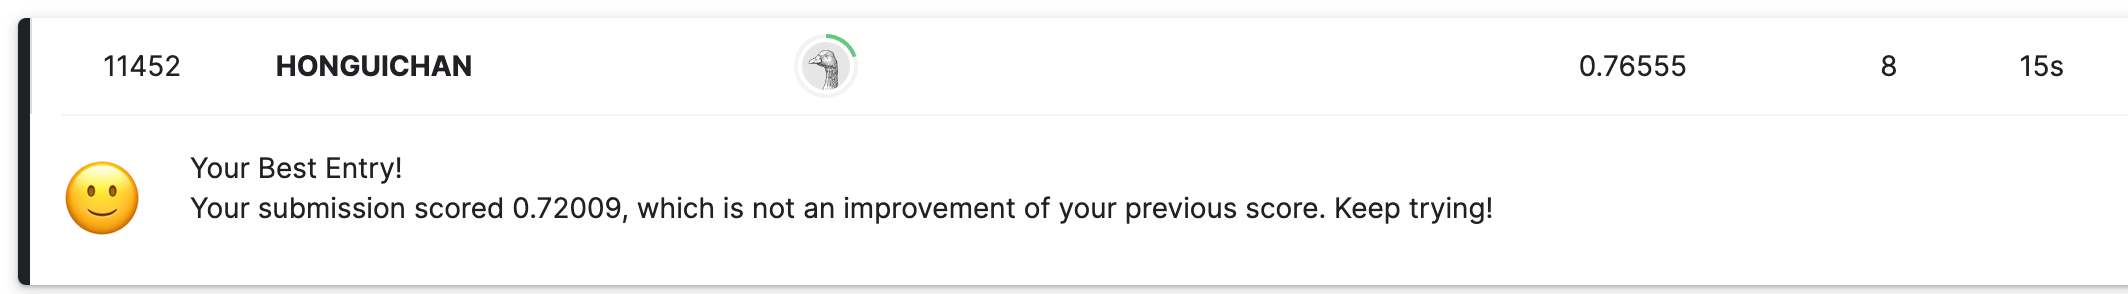 11452 HONGUICHAN 0.76555 8 15s
Your Best Entry!
Your submission scored 0.72009, which is not an improvement of your previous score. Keep trying!